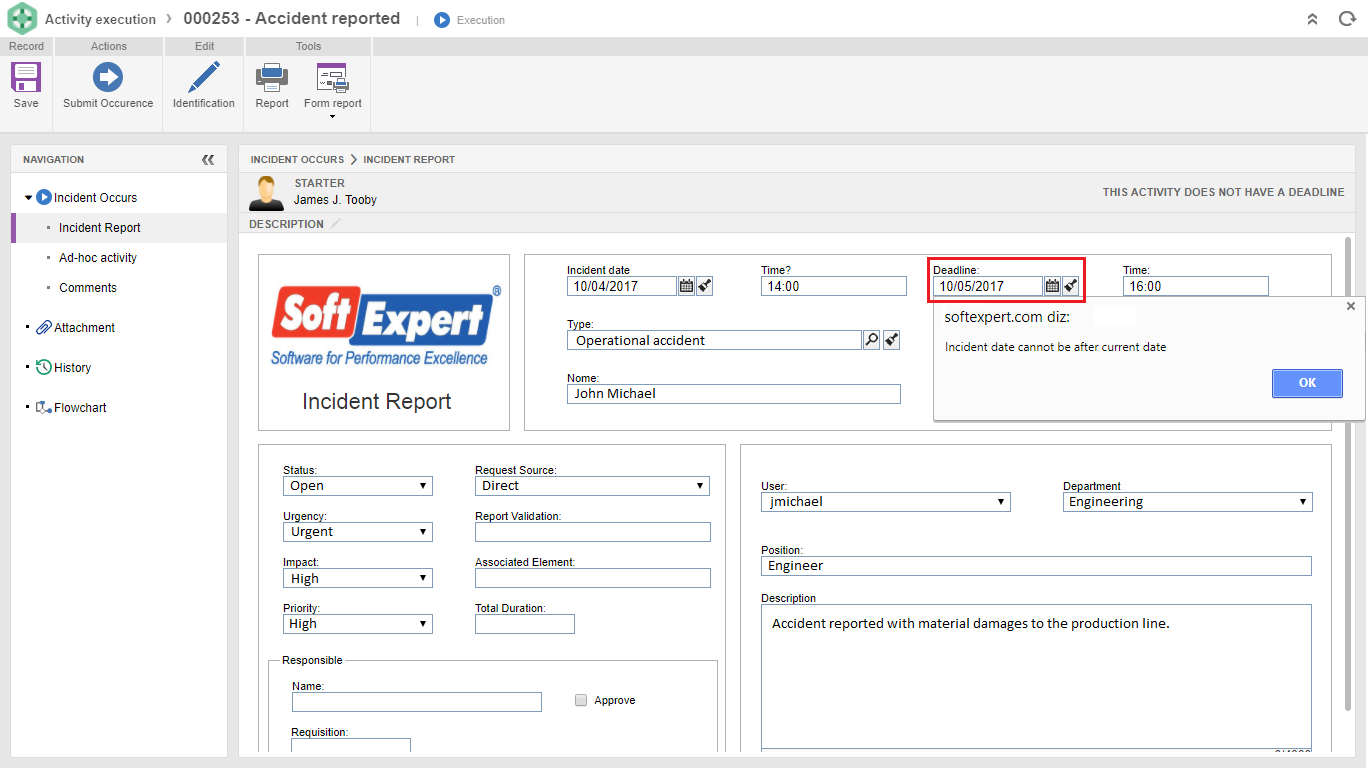 Activity execution › 000253 - Accident reported | Execution
Record Actions Edit Tools
Save Submit Occurence Identification Report Form report
NAVIGATION
Incident Occurs
Incident Report
Ad-hoc activity
Comments
Attachment
History
Flowchart
INCIDENT OCCURS > INCIDENT REPORT
STARTER
James J. Tooby
THIS ACTIVITY DOES NOT HAVE A DEADLINE
DESCRIPTION
Soft Expert ®
Software for Performance Excellence
Incident Report
Incident date Time? Deadline: Time:
10/04/2017 14:00 10/05/2017 16:00
Type:
Operational accident
Nome:
John Michael
softexpert.com diz:
Incident date cannot be after current date
OK
Status: Request Source:
Open Direct
Urgency: Report Validation:
Urgent
Impact: Associated Element:
High
Priority: Total Duration:
High
Responsible
Name:
Approve
Requisition:
User: Department
jmichael Engineering
Position:
Engineer
Description
Accident reported with material damages to the production line.